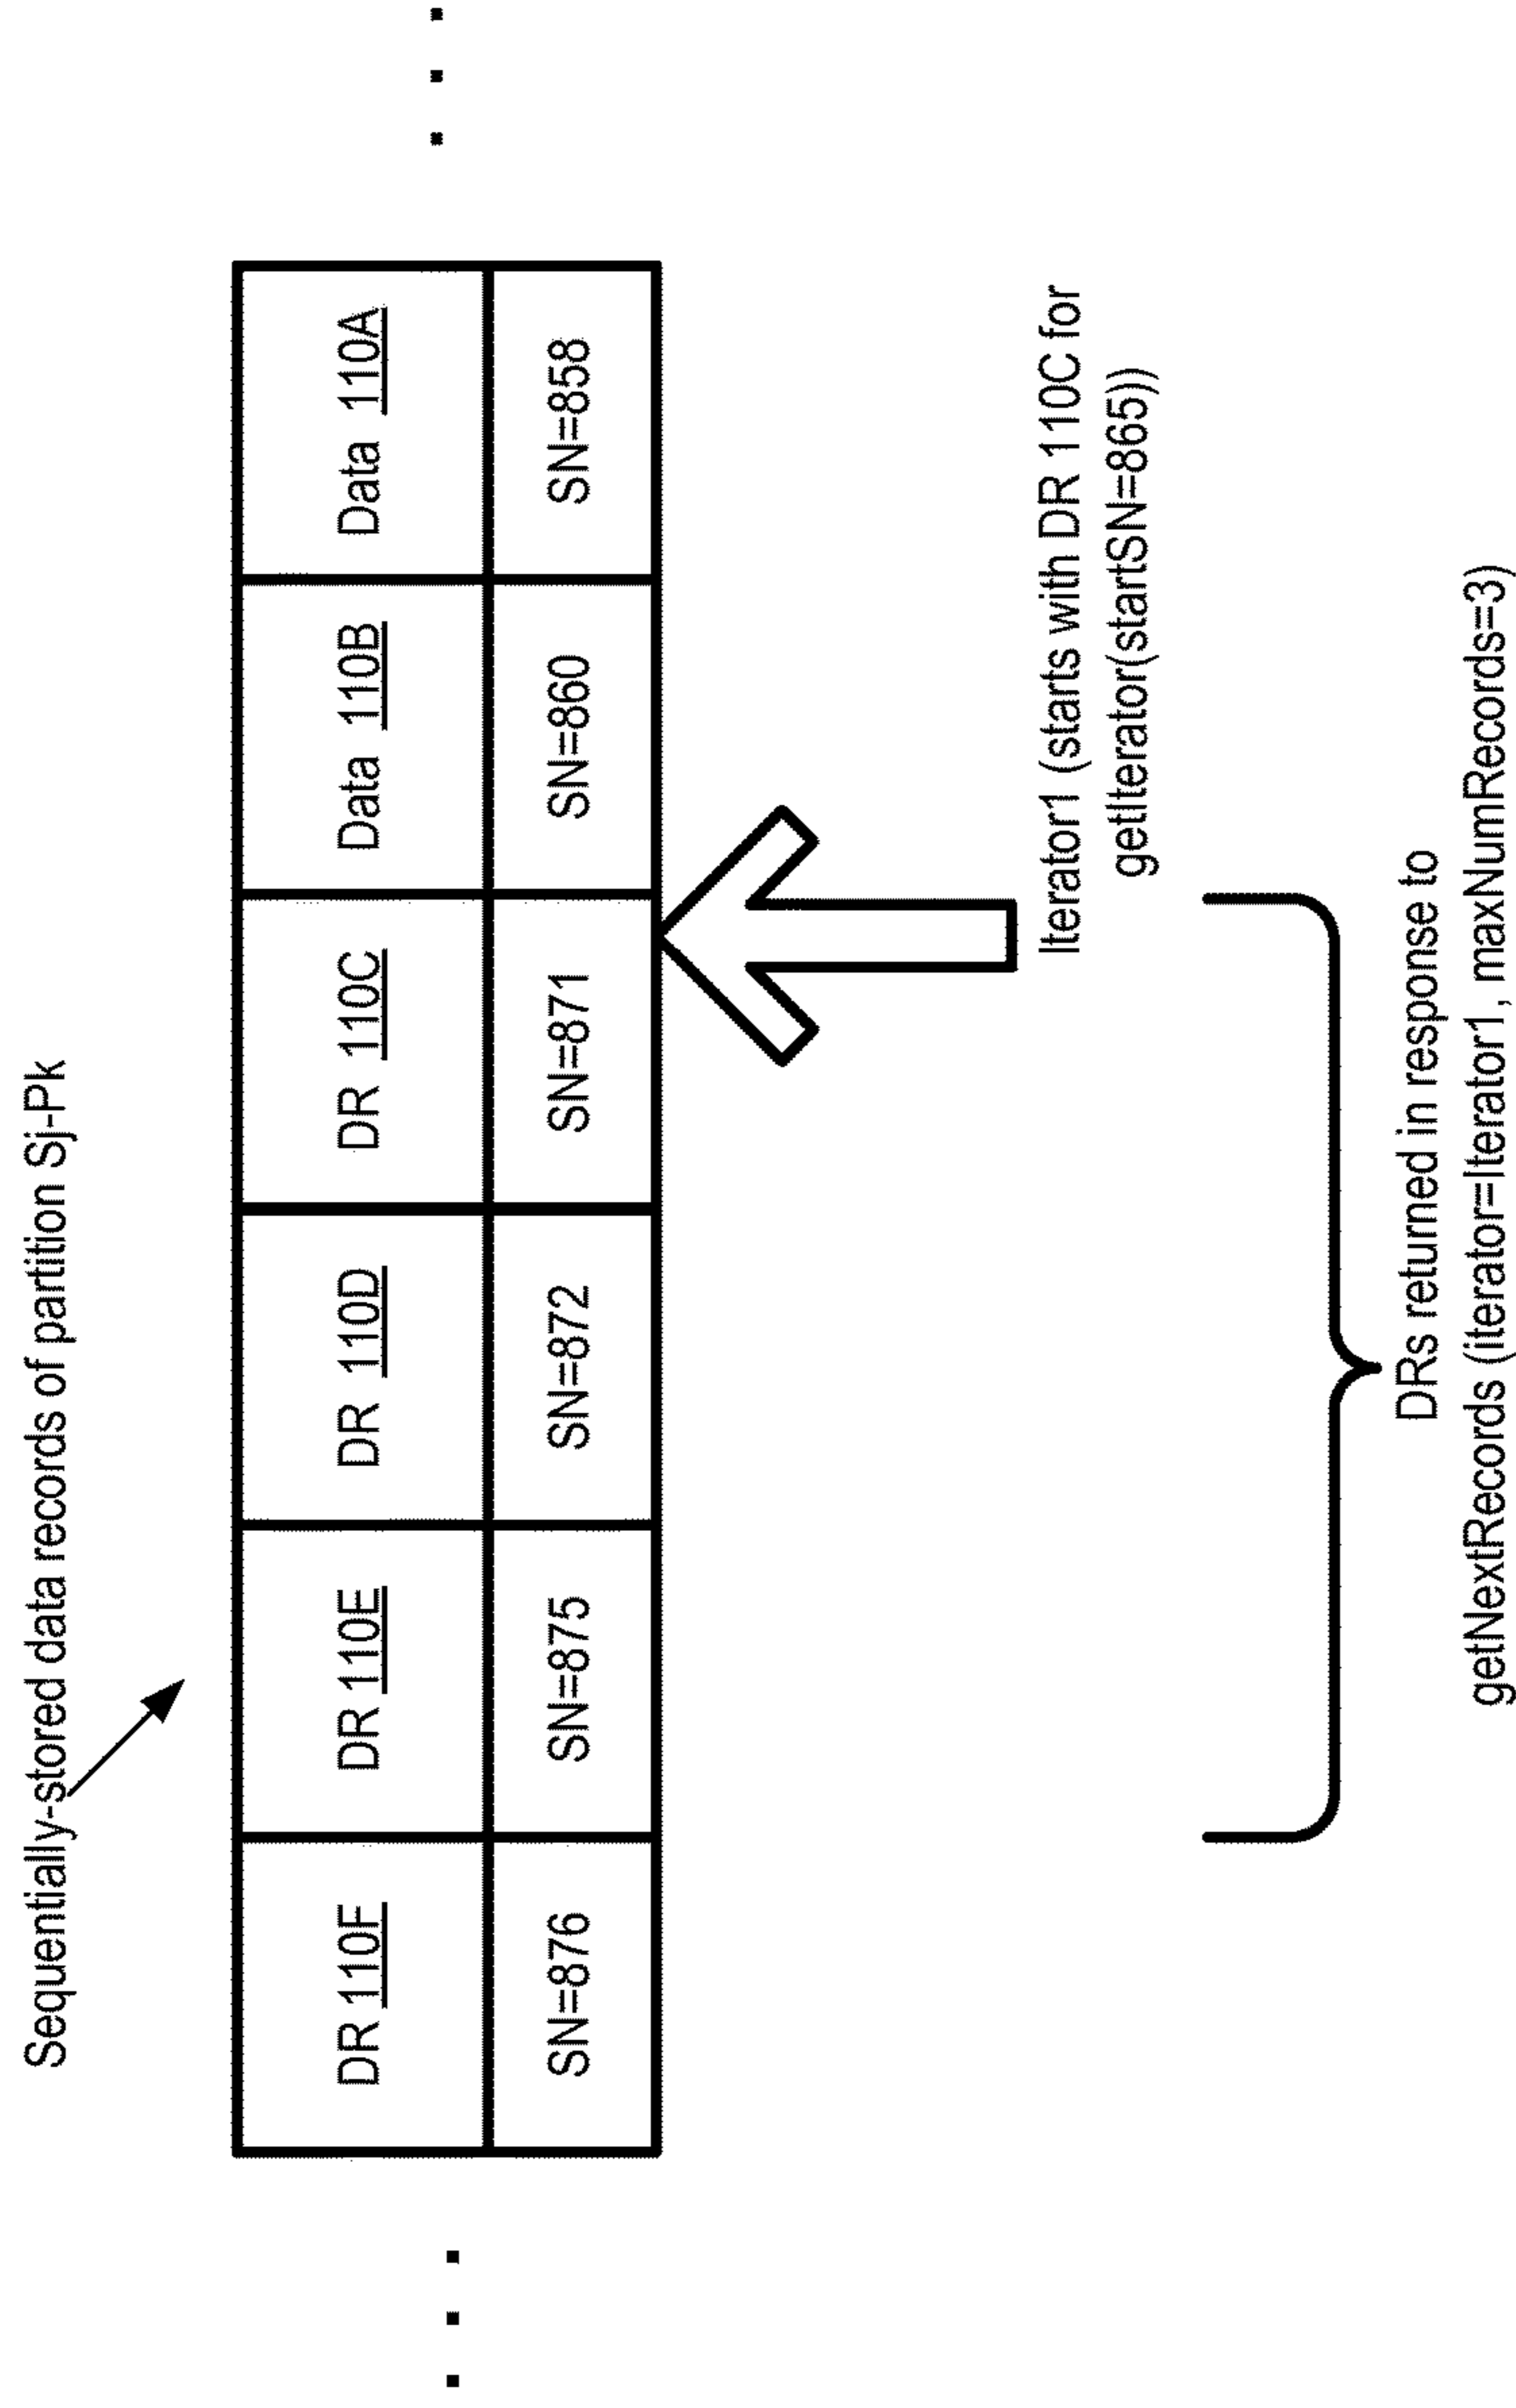 Sequentially-stored data records of partition Sj-Pk
DR 110F
DR 110E
DR 110D
DR 110C
Data 110B
Data 110A
SN=876
SN=875
SN=872
SN=871
SN=860
SN=858
Iterator1 (starts with DR 110C for
getIterator(startSN=865))
DRs returned in response to
getNextRecords (iterator=Iterator1, maxNumRecords=3)